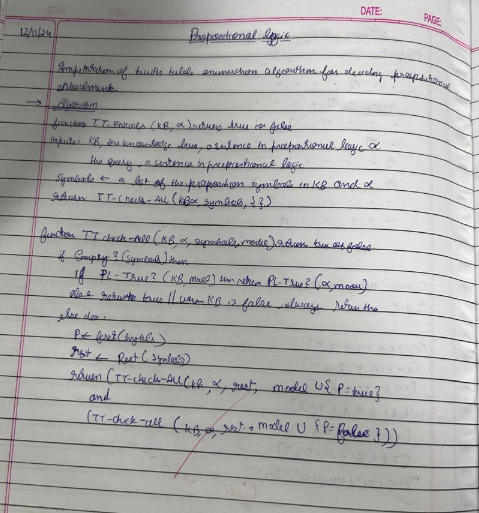 DATE:
PAGE:
12/11/24
Propositional logic
Implementation of truth table enumeration algorithm for deciding propositional
entailment.
→ Algorithm
function TT-Entails (KB, α) returns true or false
inputs: KB, the knowledge base, a sentence in propositional logic α
the query, a sentence in propositional logic
symbols ← a list of the proposition symbols in KB and α
return TT-check-All (KB, α, symbols, { })
function TT check-All (KB, α, symbols, model) returns true or false
if Empty? (symbols) then
if PL-True? (KB, model) then return PL-True? (α, model)
else return true // when KB is false, always return true
else do.
P ← first (symbols)
rest ← Rest (symbols)
return (TT-check-All (KB, α, rest, model ∪ { P = true }
and
(TT-check-all (KB, α, rest, model ∪ { P = false }))